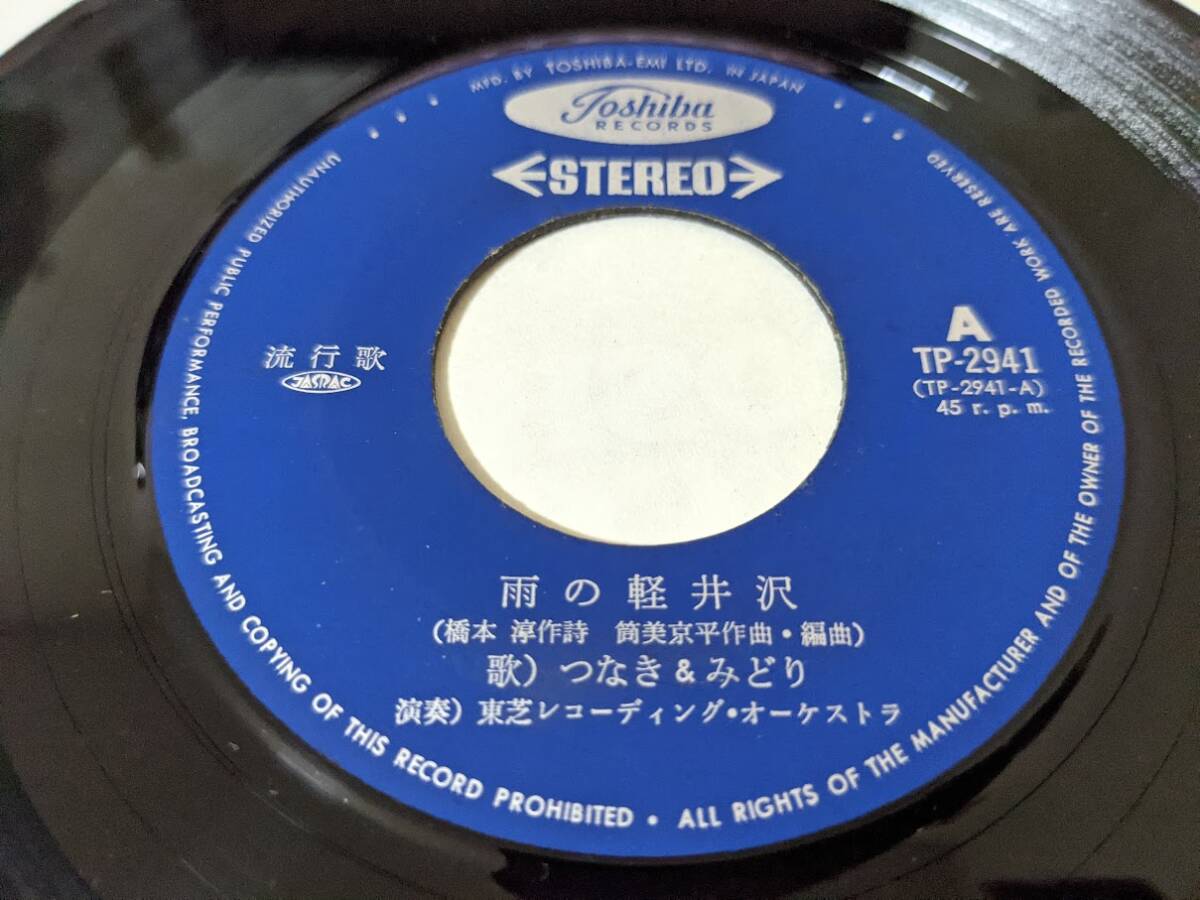 MFD. BY TOSHIBA-EMI LTD. IN JAPAN
Toshiba
RECORDS
STEREO
流行歌
JASRAC
A
TP-2941
(TP-2941-A)
45 r.p.m.
雨の軽井沢
(橋本 淳作詩 筒美京平作曲・編曲)
歌) つなき&みどり
演奏) 東芝レコーディング・オーケストラ
UNAUTHORIZED PUBLIC PERFORMANCE, BROADCASTING AND COPYING OF THIS RECORD PROHIBITED • ALL RIGHTS OF THE MANUFACTURER AND OF THE OWNER OF THE RECORDED WORK ARE RESERVED